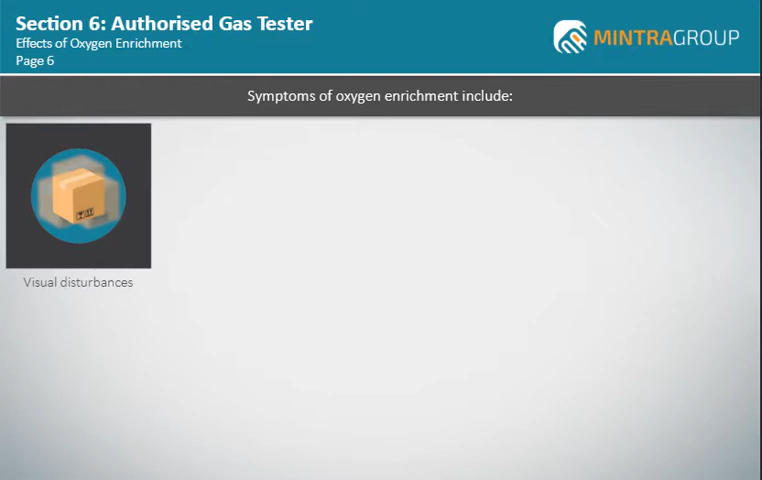 Section 6: Authorised Gas Tester
Effects of Oxygen Enrichment
Page 6
MINTRAGROUP
Symptoms of oxygen enrichment include:
Visual disturbances